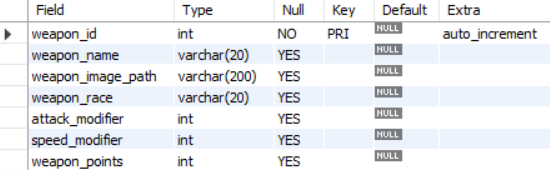 Field Type Null Key Default Extra
weapon_id int NO PRI NULL auto_increment
weapon_name varchar(20) YES NULL
weapon_image_path varchar(200) YES NULL
weapon_race varchar(20) YES NULL
attack_modifier int YES NULL
speed_modifier int YES NULL
weapon_points int YES NULL